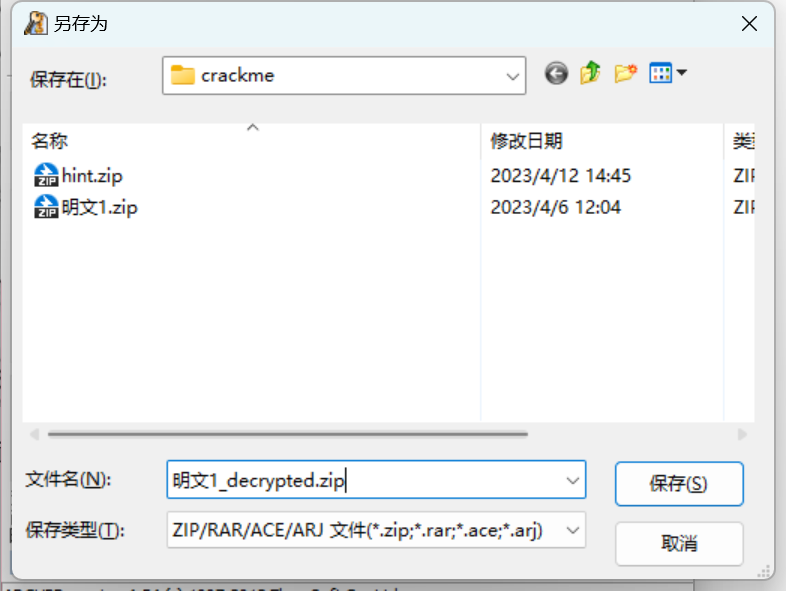 另存为
保存在(I):
crackme
名称
修改日期
hint.zip
2023/4/12 14:45
ZIP
明文1.zip
2023/4/6 12:04
ZIP
文件名(N):
明文1_decrypted.zip
保存(S)
保存类型(T):
ZIP/RAR/ACE/ARJ 文件(*.zip;*.rar;*.ace;*.arj)
取消